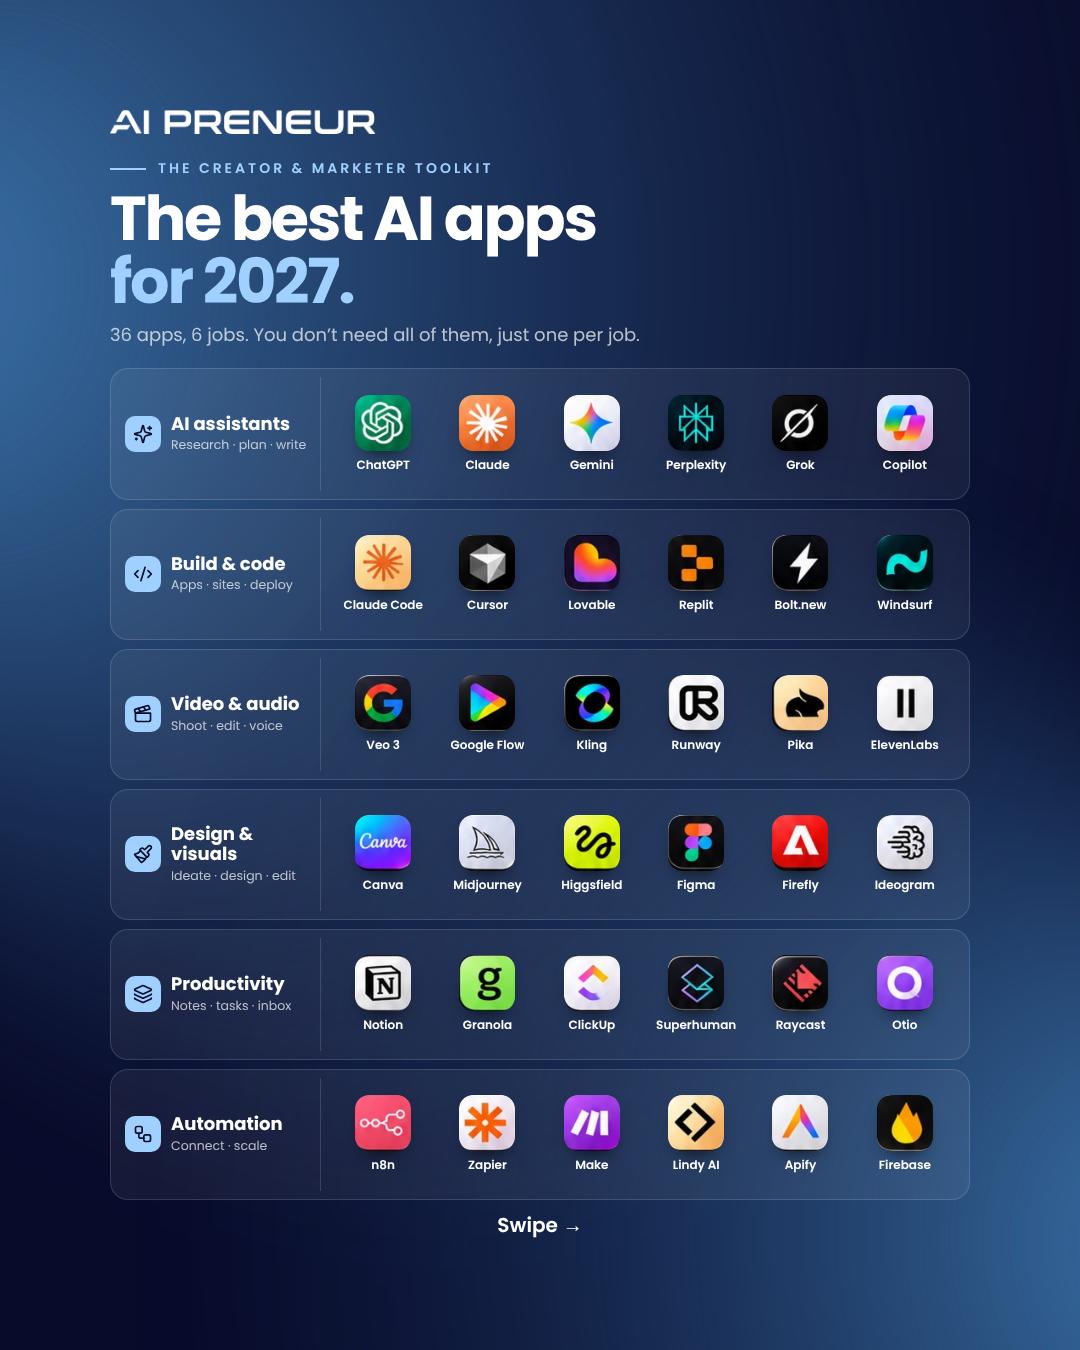 AI PRENEUR
THE CREATOR & MARKETER TOOLKIT
The best AI apps
for 2027.
36 apps, 6 jobs. You don’t need all of them, just one per job.
AI assistants
Research · plan · write
ChatGPT
Claude
Gemini
Perplexity
Grok
Copilot
Build & code
Apps · sites · deploy
Claude Code
Cursor
Lovable
Replit
Bolt.new
Windsurf
Video & audio
Shoot · edit · voice
Veo 3
Google Flow
Kling
Runway
Pika
ElevenLabs
Design &
visuals
Ideate · design · edit
Canva
Canva
Midjourney
Higgsfield
Figma
Firefly
Ideogram
Productivity
Notes · tasks · inbox
Notion
Granola
ClickUp
Superhuman
Raycast
Otio
Automation
Connect · scale
n8n
Zapier
Make
Lindy AI
Apify
Firebase
Swipe →